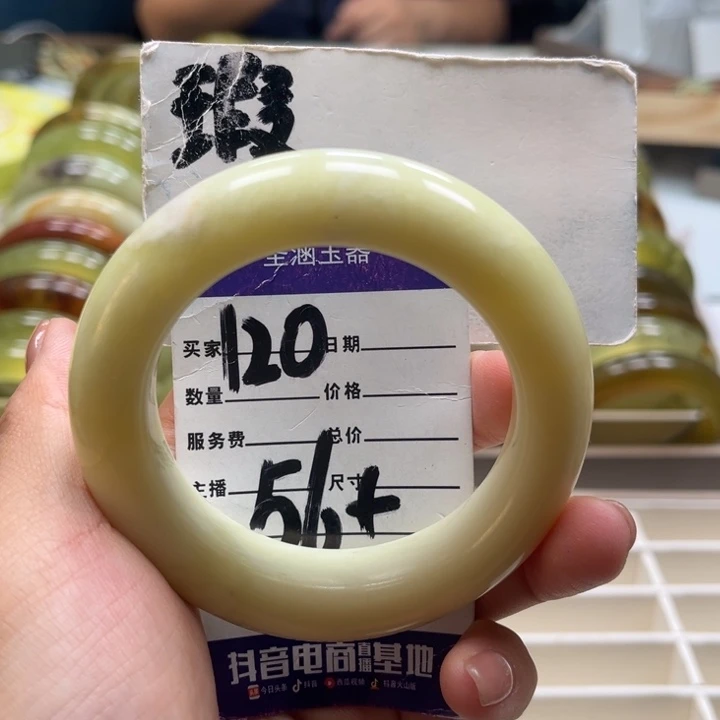 瑕
全涵玉器
买家 120 日期
数量 价格
服务费 总价
主播 56+ 尺寸
抖音电商直播基地
今日头条 抖音 西瓜视频 抖音火山版